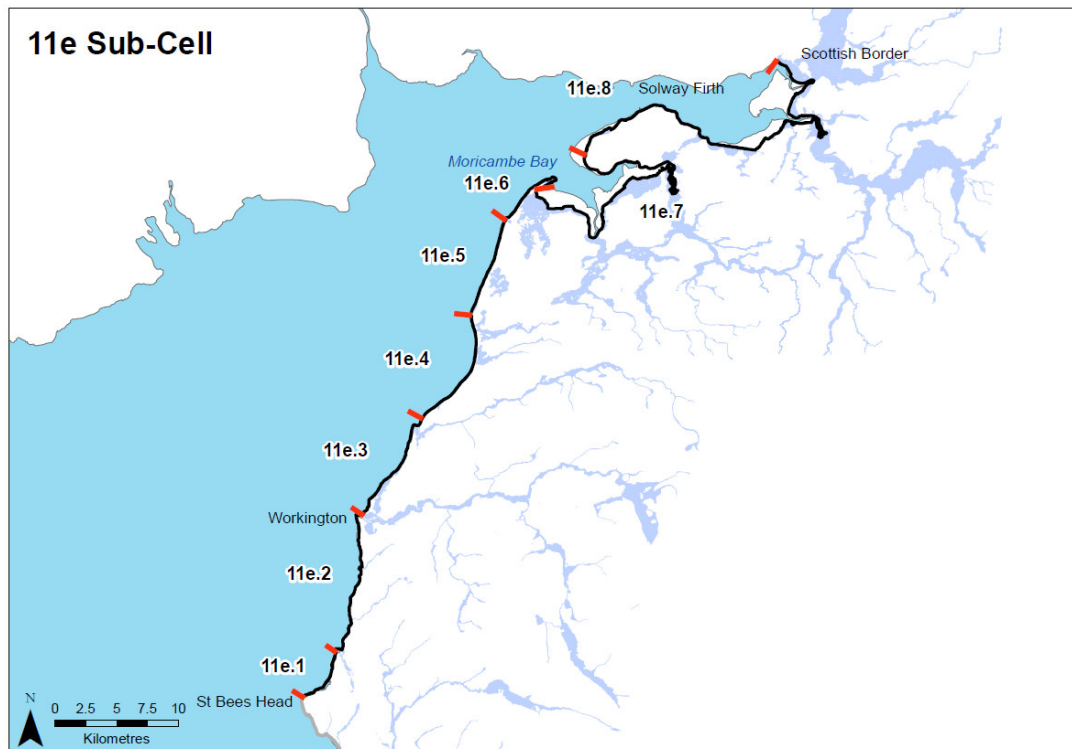 11e Sub-Cell
Scottish Border
Solway Firth
11e.8
Moricambe Bay
11e.6
11e.7
11e.5
11e.4
11e.3
Workington
11e.2
11e.1
St Bees Head
N
0 2.5 5 7.5 10
Kilometres